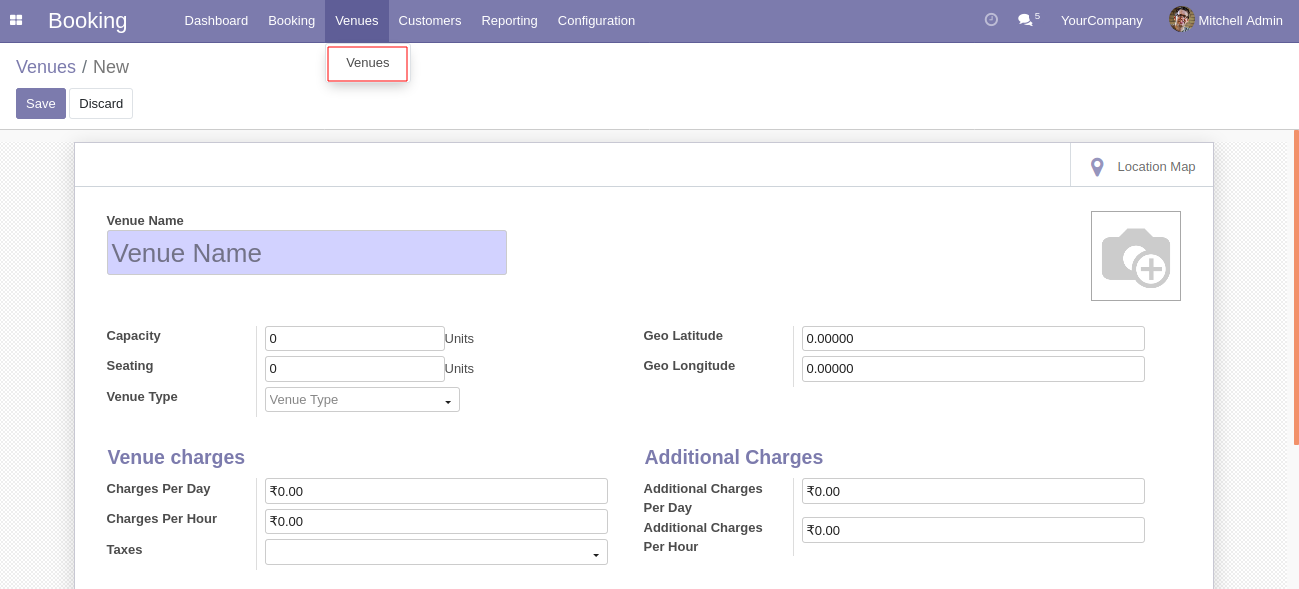 Booking Dashboard Booking Venues Customers Reporting Configuration 5 YourCompany Mitchell Admin
Venues
Venues / New
Save Discard
Location Map
Venue Name
Venue Name
Capacity 0 Units Geo Latitude 0.00000
Seating 0 Units Geo Longitude 0.00000
Venue Type Venue Type
Venue charges Additional Charges
Charges Per Day ₹0.00 Additional Charges Per Day ₹0.00
Charges Per Hour ₹0.00 Additional Charges Per Hour ₹0.00
Taxes